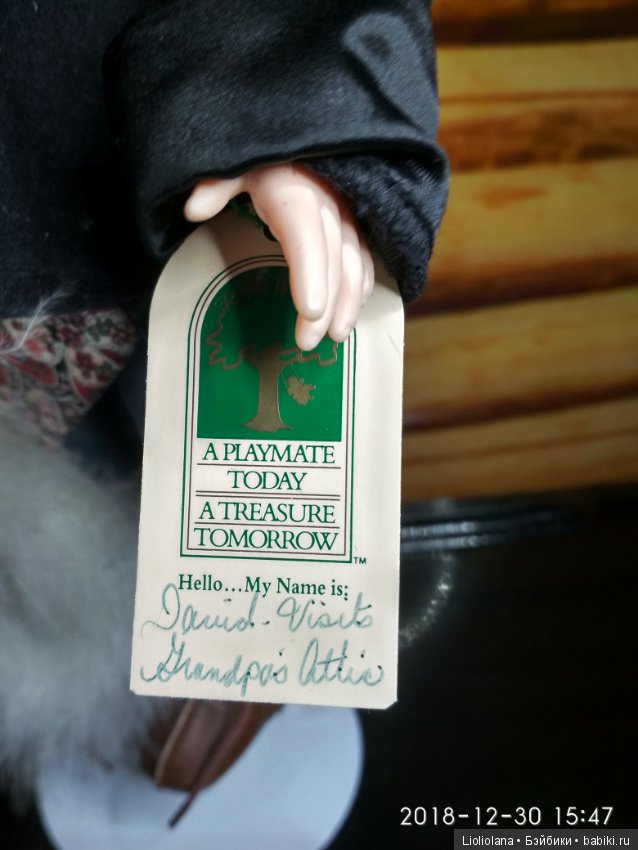 A PLAYMATE
TODAY
A TREASURE
TOMORROW
TM
Hello...My Name is:
David Visits
Grandpa's Attic
2018-12-30 15:47
Lioliolana • Бэйбики • babiki.ru